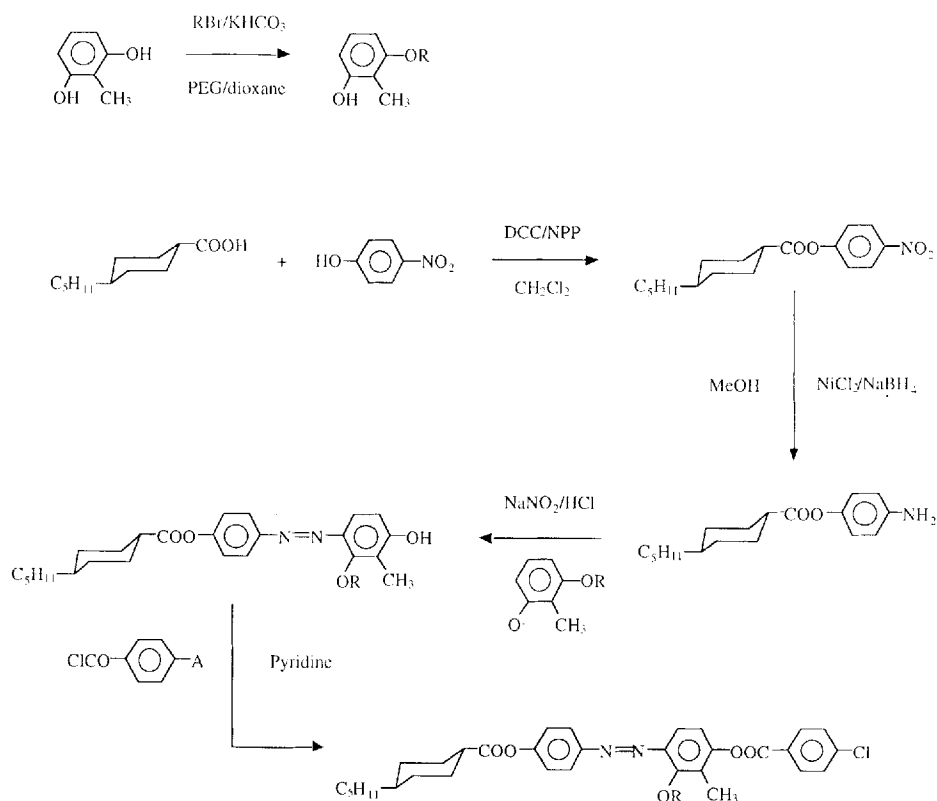 RBr/KHCO3
OH
OR
OH CH3
PEG/dioxane
OH CH3
DCC/NPP
COOH
HO
NO2
COO
NO2
+
C5H11
CH2Cl2
C5H11
MeOH
NiCl2/NaBH4
NaNO2/HCl
COO
N=N
OH
COO
NH2
C5H11
OR
CH3
OR
C5H11
O-
CH3
ClCO
A
Pyridine
COO
N=N
OOC
Cl
C5H11
OR
CH3